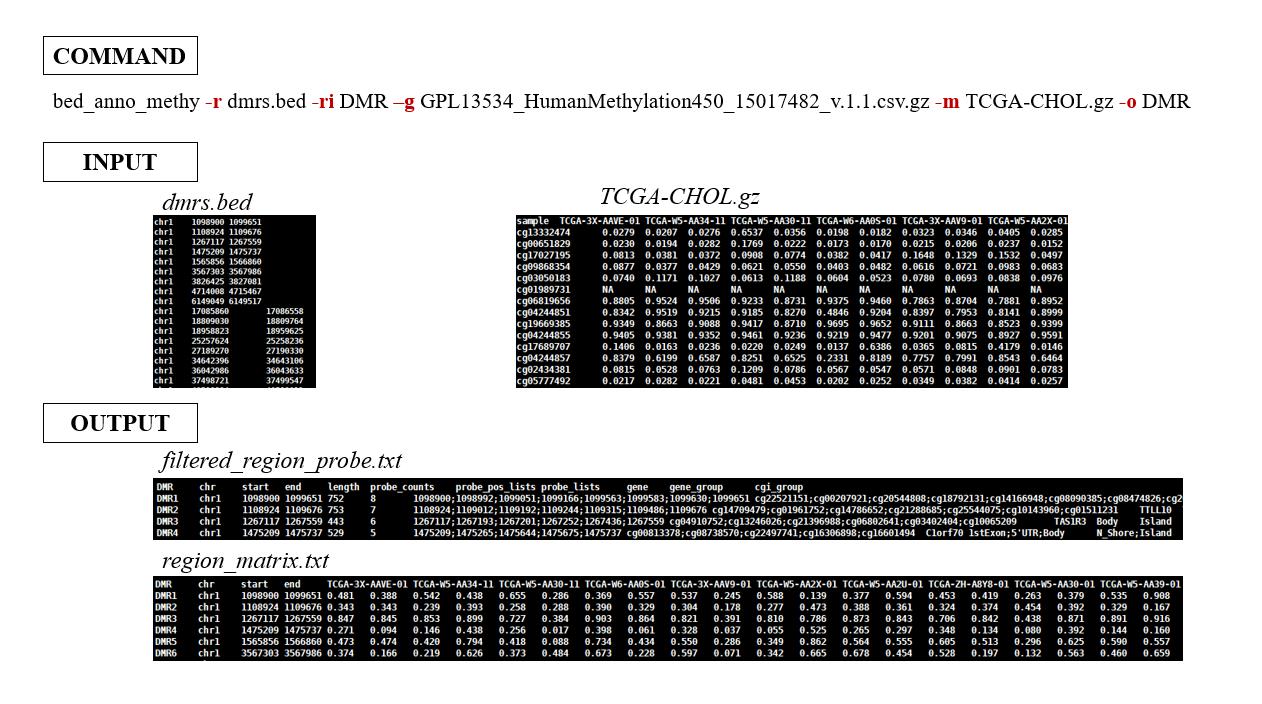 COMMAND
bed_anno_methy -r dmrs.bed -ri DMR –g GPL13534_HumanMethylation450_15017482_v.1.1.csv.gz -m TCGA-CHOL.gz -o DMR
INPUT
dmrs.bed
chr1 1098900 1099651
chr1 1108924 1109676
chr1 1267117 1267559
chr1 1475209 1475737
chr1 1565856 1566860
chr1 3567303 3567986
chr1 3826425 3827081
chr1 4714008 4715467
chr1 6149049 6149517
chr1 17085860 17086558
chr1 18809030 18809764
chr1 18958823 18959625
chr1 25257624 25258236
chr1 27189270 27190330
chr1 34642396 34643106
chr1 36042986 36043633
chr1 37498721 37499547
TCGA-CHOL.gz
sample TCGA-3X-AAVE-01 TCGA-W5-AA34-11 TCGA-W5-AA30-11 TCGA-W6-AA0S-01 TCGA-3X-AAV9-01 TCGA-W5-AA2X-01
cg13332474 0.0279 0.0207 0.0276 0.6537 0.0356 0.0198 0.0182 0.0323 0.0346 0.0405 0.0285
cg00651829 0.0230 0.0194 0.0282 0.1769 0.0222 0.0173 0.0170 0.0215 0.0206 0.0237 0.0152
cg17027195 0.0813 0.0381 0.0372 0.0908 0.0774 0.0382 0.0417 0.1648 0.1329 0.1532 0.0497
cg09868354 0.0877 0.0377 0.0429 0.0621 0.0550 0.0403 0.0482 0.0616 0.0721 0.0983 0.0683
cg03050183 0.0740 0.1171 0.1027 0.0613 0.1188 0.0604 0.0523 0.0780 0.0693 0.0838 0.0976
cg01989731 NA NA NA NA NA NA NA NA NA NA NA
cg06819656 0.8805 0.9524 0.9506 0.9233 0.8731 0.9375 0.9460 0.7863 0.8704 0.7881 0.8952
cg04244851 0.8342 0.9519 0.9215 0.9185 0.8270 0.4846 0.9204 0.8397 0.7953 0.8141 0.8999
cg19669385 0.9349 0.8663 0.9088 0.9417 0.8710 0.9695 0.9652 0.9111 0.8663 0.8523 0.9399
cg04244855 0.9405 0.9381 0.9352 0.9461 0.9236 0.9219 0.9477 0.9201 0.9075 0.8927 0.9591
cg17689707 0.1406 0.0163 0.0236 0.0220 0.0249 0.0137 0.6386 0.0365 0.0815 0.4179 0.0146
cg04244857 0.8379 0.6199 0.6587 0.8251 0.6525 0.2331 0.8189 0.7757 0.7991 0.8543 0.6464
cg02434381 0.0815 0.0528 0.0763 0.1209 0.0786 0.0567 0.0547 0.0571 0.0848 0.0901 0.0783
cg05777492 0.0217 0.0282 0.0221 0.0481 0.0453 0.0202 0.0252 0.0349 0.0382 0.0414 0.0257
OUTPUT
filtered_region_probe.txt
DMR chr start end length probe_counts probe_pos_lists probe_lists gene gene_group cgi_group
DMR1 chr1 1098900 1099651 752 8 1098900;1098992;1099051;1099166;1099563;1099583;1099630;1099651 cg22521151;cg00207921;cg20544808;cg18792131;cg14166948;cg08090385;cg08474826;cg2
DMR2 chr1 1108924 1109676 753 7 1108924;1109012;1109192;1109244;1109315;1109486;1109676 cg14709479;cg01961752;cg14786652;cg21288685;cg25544075;cg10143960;cg01511231 TTLL10
DMR3 chr1 1267117 1267559 443 6 1267117;1267193;1267201;1267252;1267436;1267559 cg04910752;cg13246026;cg21396988;cg06802641;cg03402404;cg10065209 TAS1R3 Body Island
DMR4 chr1 1475209 1475737 529 5 1475209;1475265;1475644;1475675;1475737 cg00813378;cg08738570;cg22497741;cg16306898;cg16601494 C1orf70 1stExon;5'UTR;Body N_Shore;Island
region_matrix.txt
DMR chr start end TCGA-3X-AAVE-01 TCGA-W5-AA34-11 TCGA-W5-AA30-11 TCGA-W6-AA0S-01 TCGA-3X-AAV9-01 TCGA-W5-AA2X-01 TCGA-W5-AA2U-01 TCGA-ZH-A8Y8-01 TCGA-W5-AA30-01 TCGA-W5-AA39-01
DMR1 chr1 1098900 1099651 0.481 0.388 0.542 0.438 0.655 0.286 0.369 0.557 0.537 0.245 0.588 0.139 0.377 0.594 0.453 0.419 0.263 0.379 0.535 0.908
DMR2 chr1 1108924 1109676 0.343 0.343 0.239 0.393 0.258 0.288 0.390 0.329 0.304 0.178 0.277 0.473 0.388 0.361 0.324 0.374 0.454 0.392 0.329 0.167
DMR3 chr1 1267117 1267559 0.847 0.845 0.853 0.899 0.727 0.384 0.903 0.864 0.821 0.391 0.810 0.786 0.873 0.843 0.706 0.842 0.438 0.871 0.891 0.916
DMR4 chr1 1475209 1475737 0.271 0.094 0.146 0.438 0.256 0.017 0.398 0.061 0.328 0.037 0.055 0.525 0.265 0.297 0.348 0.134 0.080 0.392 0.144 0.160
DMR5 chr1 1565856 1566860 0.473 0.474 0.420 0.794 0.418 0.088 0.734 0.434 0.550 0.286 0.349 0.862 0.564 0.555 0.605 0.513 0.296 0.625 0.590 0.557
DMR6 chr1 3567303 3567986 0.374 0.166 0.219 0.626 0.373 0.484 0.673 0.228 0.597 0.071 0.342 0.665 0.678 0.454 0.528 0.197 0.132 0.563 0.460 0.659